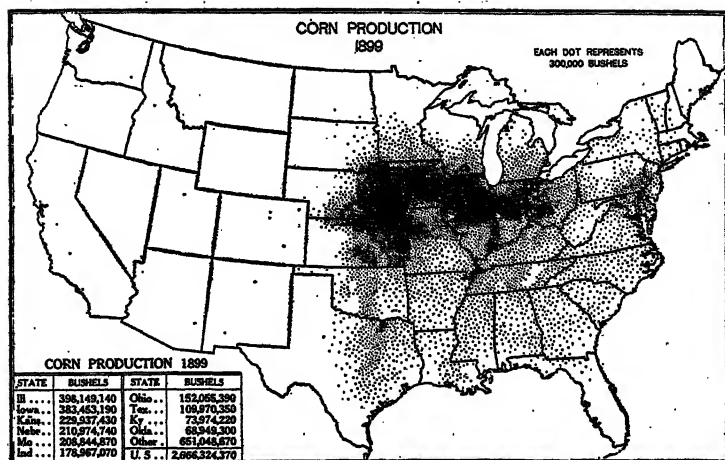 CORN PRODUCTION
1899
EACH DOT REPRESENTS
300,000 BUSHELS
CORN PRODUCTION 1899
STATE BUSHELS STATE BUSHELS
Ill .... 398,149,140 Ohio... 152,055,390
Iowa... 383,453,190 Tex... 109,970,350
Kans... 229,937,430 Ky .... 73,974,220
Nebr... 210,974,740 Okla.. 68,949,300
Mo .... 208,844,870 Other. 651,048,670
Ind .... 178,967,070 U. S .. 2,666,324,370